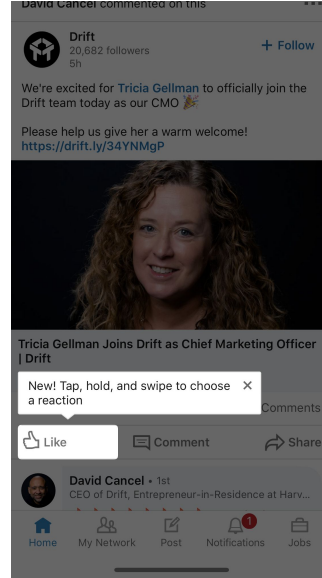 David Cancel commented on this
Drift
20,682 followers
5h
+ Follow
We're excited for Tricia Gellman to officially join the
Drift team today as our CMO 🎉
Please help us give her a warm welcome!
https://drift.ly/34YNMgP
Tricia Gellman Joins Drift as Chief Marketing Officer
| Drift
New! Tap, hold, and swipe to choose
a reaction
Comments
Like
Comment
Share
David Cancel • 1st
CEO of Drift, Entrepreneur-in-Residence at Harv...
1
Home
My Network
Post
Notifications
Jobs